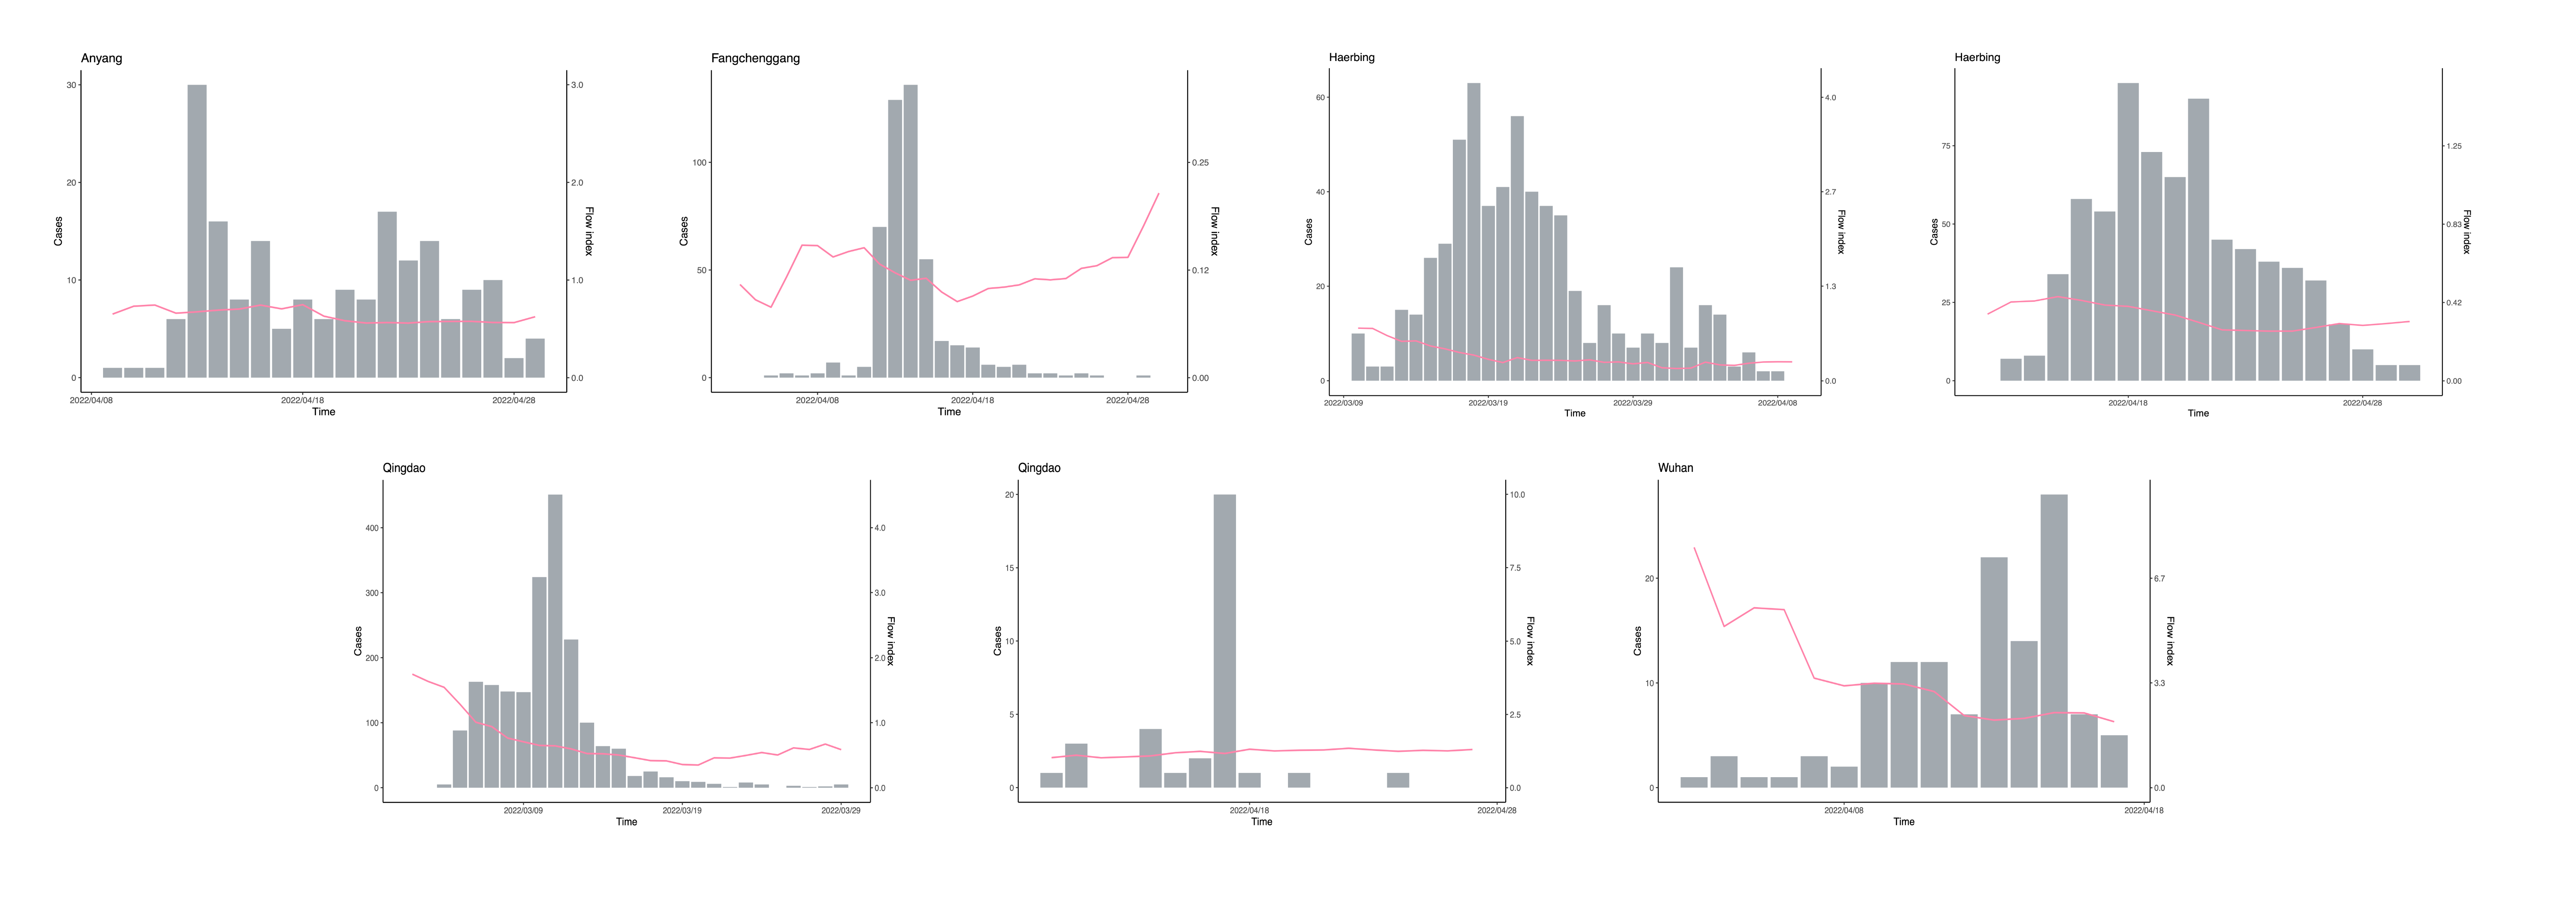 Anyang
30
20
10
0
Cases
3.0
2.0
1.0
0.0
Flow index
2022/04/08
2022/04/18
2022/04/28
Time
Fangchenggang
100
50
0
Cases
0.25
0.12
0.00
Flow index
2022/04/08
2022/04/18
2022/04/28
Time
Haerbing
60
40
20
0
Cases
4.0
2.7
1.3
0.0
Flow index
2022/03/09
2022/03/19
2022/03/29
2022/04/08
Time
Haerbing
75
50
25
0
Cases
1.25
0.83
0.42
0.00
Flow index
2022/04/18
2022/04/28
Time
Qingdao
400
300
200
100
0
Cases
4.0
3.0
2.0
1.0
0.0
Flow index
2022/03/09
2022/03/19
2022/03/29
Time
Qingdao
20
15
10
5
0
Cases
10.0
7.5
5.0
2.5
0.0
Flow index
2022/04/18
2022/04/28
Time
Wuhan
20
10
0
Cases
6.7
3.3
0.0
Flow index
2022/04/08
2022/04/18
Time